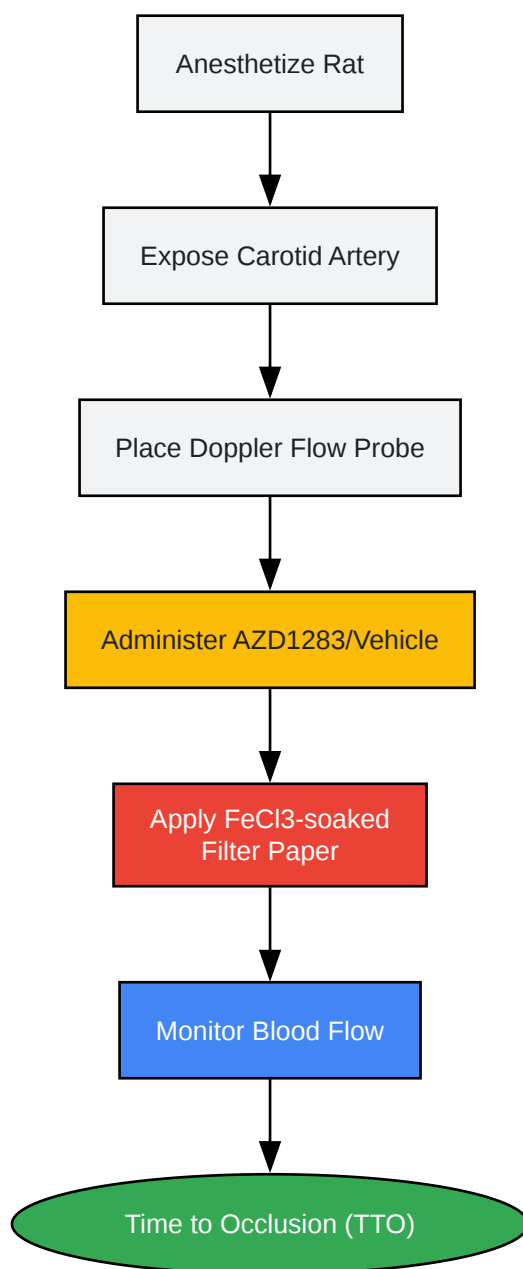 Anesthetize Rat
Expose Carotid Artery
Place Doppler Flow Probe
Administer AZD1283/Vehicle
Apply FeCl3-soaked
Filter Paper
Monitor Blood Flow
Time to Occlusion (TTO)